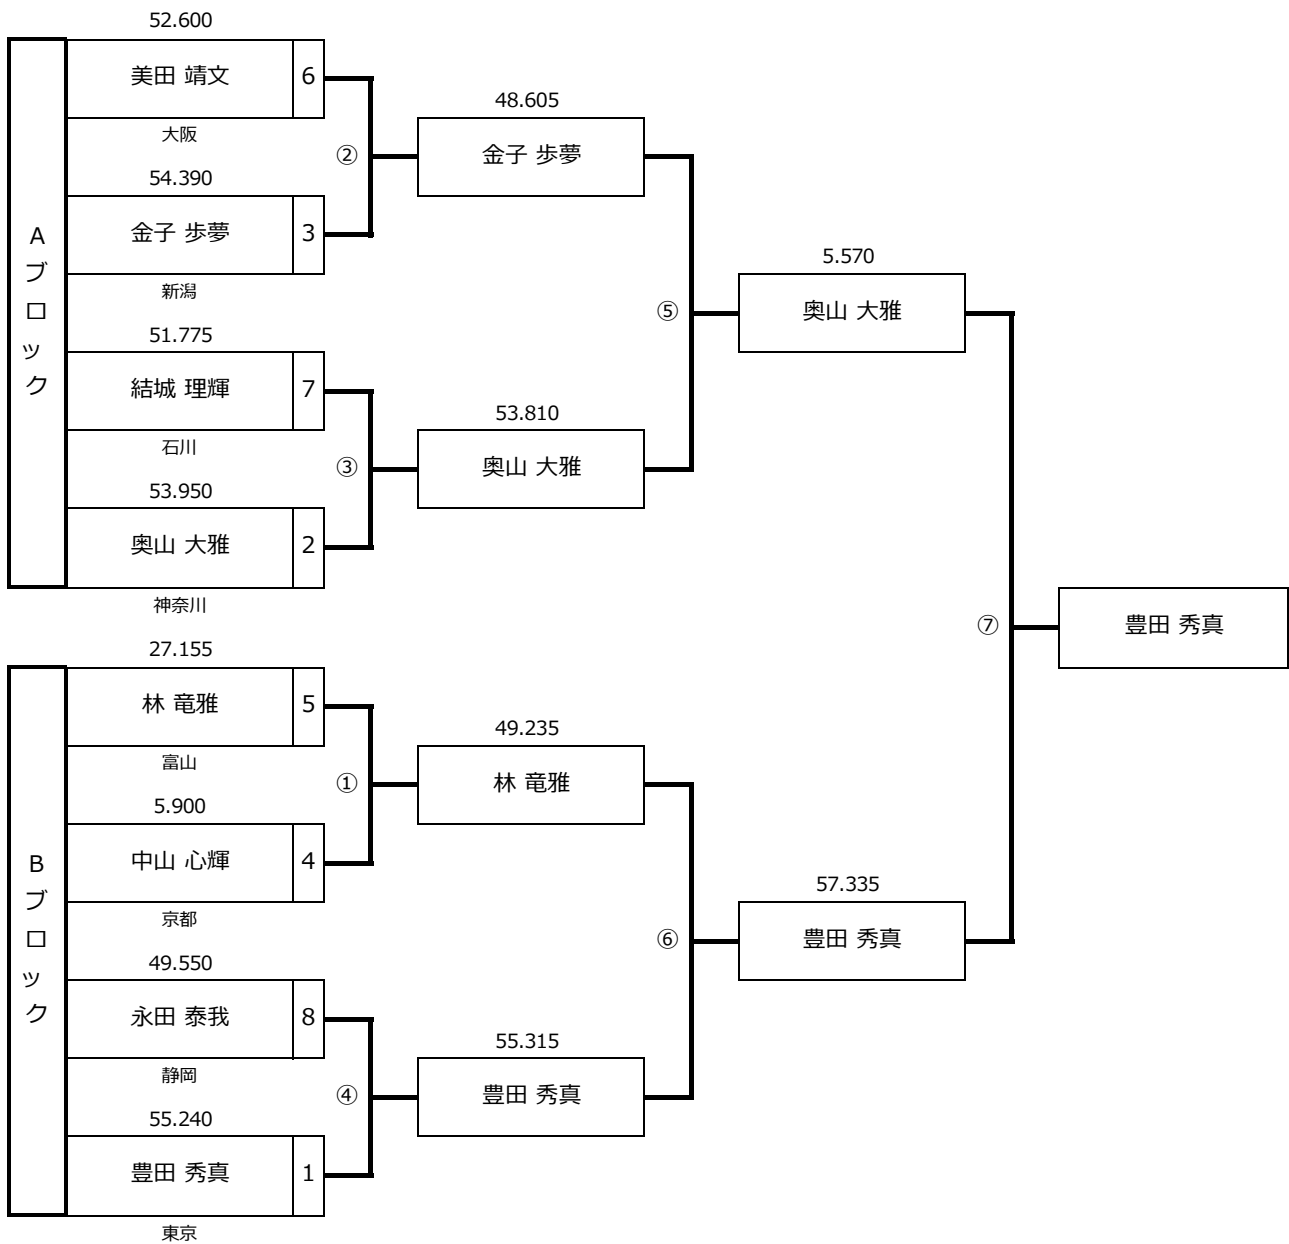 52.600
美田 靖文 6
大阪
54.390
金子 歩夢 3
新潟
51.775
結城 理輝 7
石川
53.950
奥山 大雅 2
神奈川
Aブロック
②
③
48.605
金子 歩夢
53.810
奥山 大雅
⑤
5.570
奥山 大雅
27.155
林 竜雅 5
富山
5.900
中山 心輝 4
京都
49.550
永田 泰我 8
静岡
55.240
豊田 秀真 1
東京
Bブロック
①
④
49.235
林 竜雅
55.315
豊田 秀真
⑥
57.335
豊田 秀真
⑦
豊田 秀真